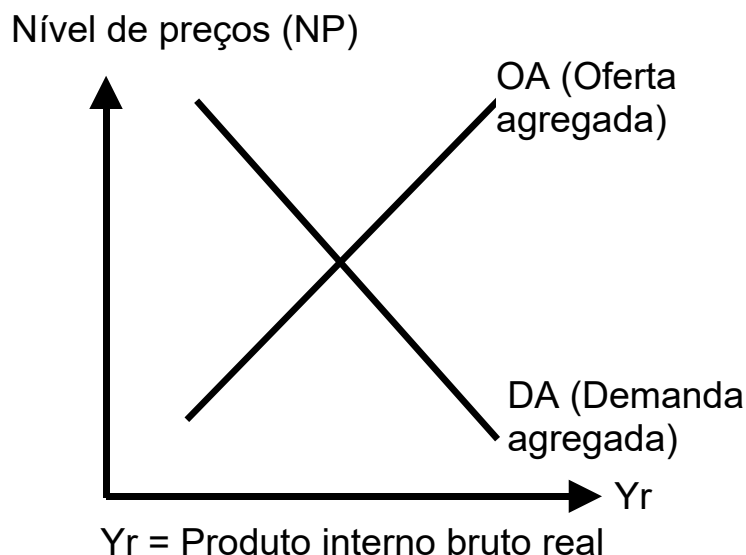 Nível de preços (NP)
OA (Oferta
agregada)
DA (Demanda
agregada)
Yr
Yr = Produto interno bruto real